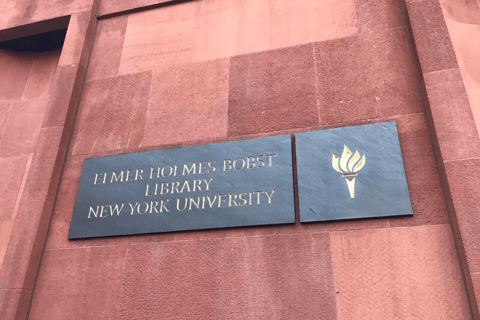 ELMER HOLMES BOBST
LIBRARY
NEW YORK UNIVERSITY